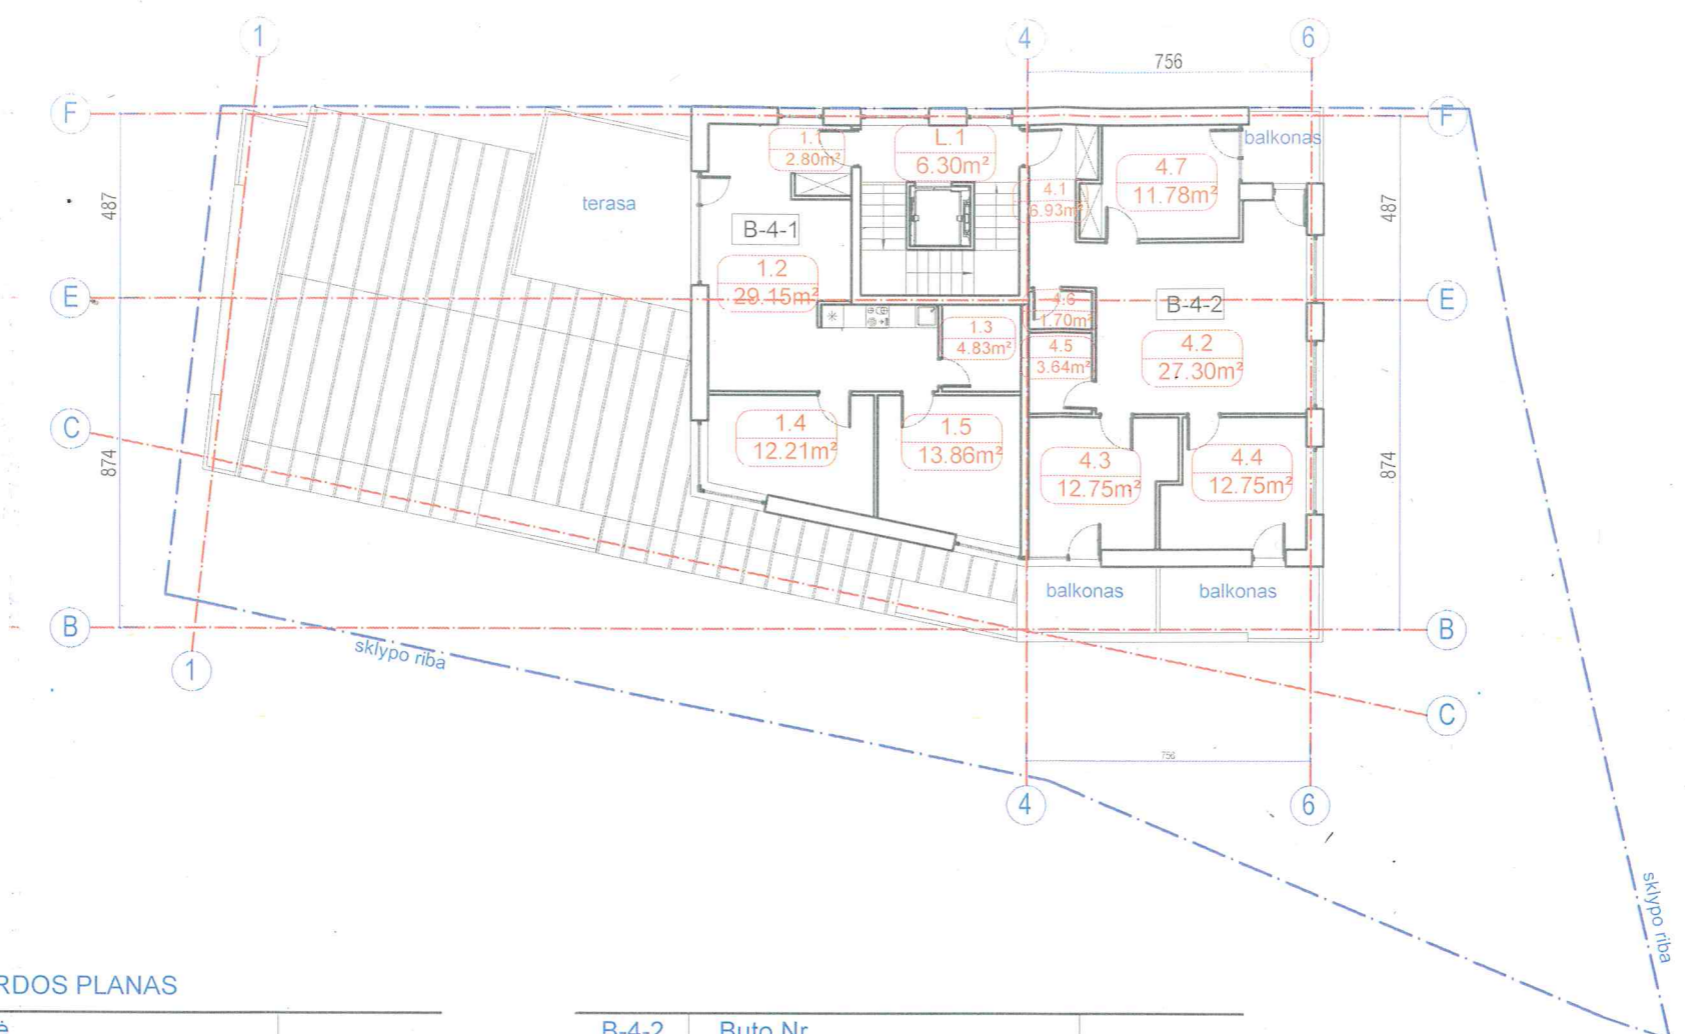 1
4
6
756
F
F
balkonas
1.1
2.80m²
L.1
6.30m²
4.7
11.78m²
487
terasa
4.1
6.93m²
487
B-4-1
1.2
29.15m²
E
4.6
1.70m²
B-4-2
E
1.3
4.83m²
4.5
3.64m²
4.2
27.30m²
C
1.4
12.21m²
1.5
13.86m²
874
4.3
12.75m²
4.4
12.75m²
874
balkonas
balkonas
B
B
sklypo riba
1
C
756
4
6
sklypo riba
RDOS PLANAS
B-4-2 Buto Nr.